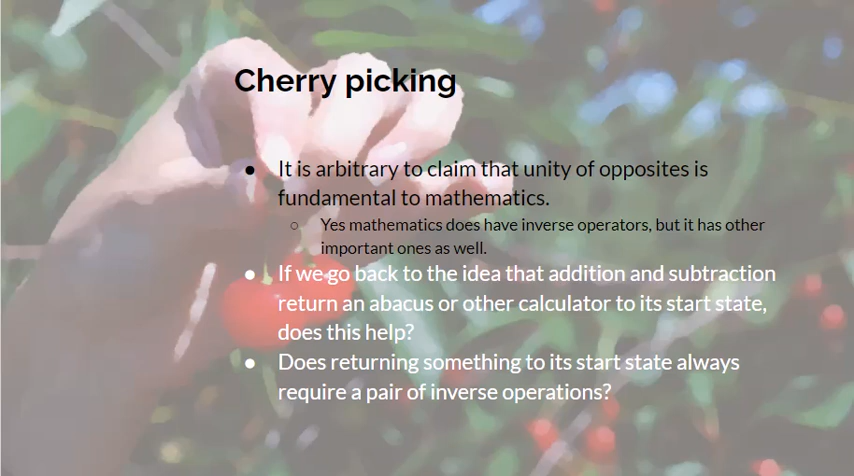 Cherry picking
● It is arbitrary to claim that unity of opposites is
fundamental to mathematics.
○ Yes mathematics does have inverse operators, but it has other
important ones as well.
● If we go back to the idea that addition and subtraction
return an abacus or other calculator to its start state,
does this help?
● Does returning something to its start state always
require a pair of inverse operations?